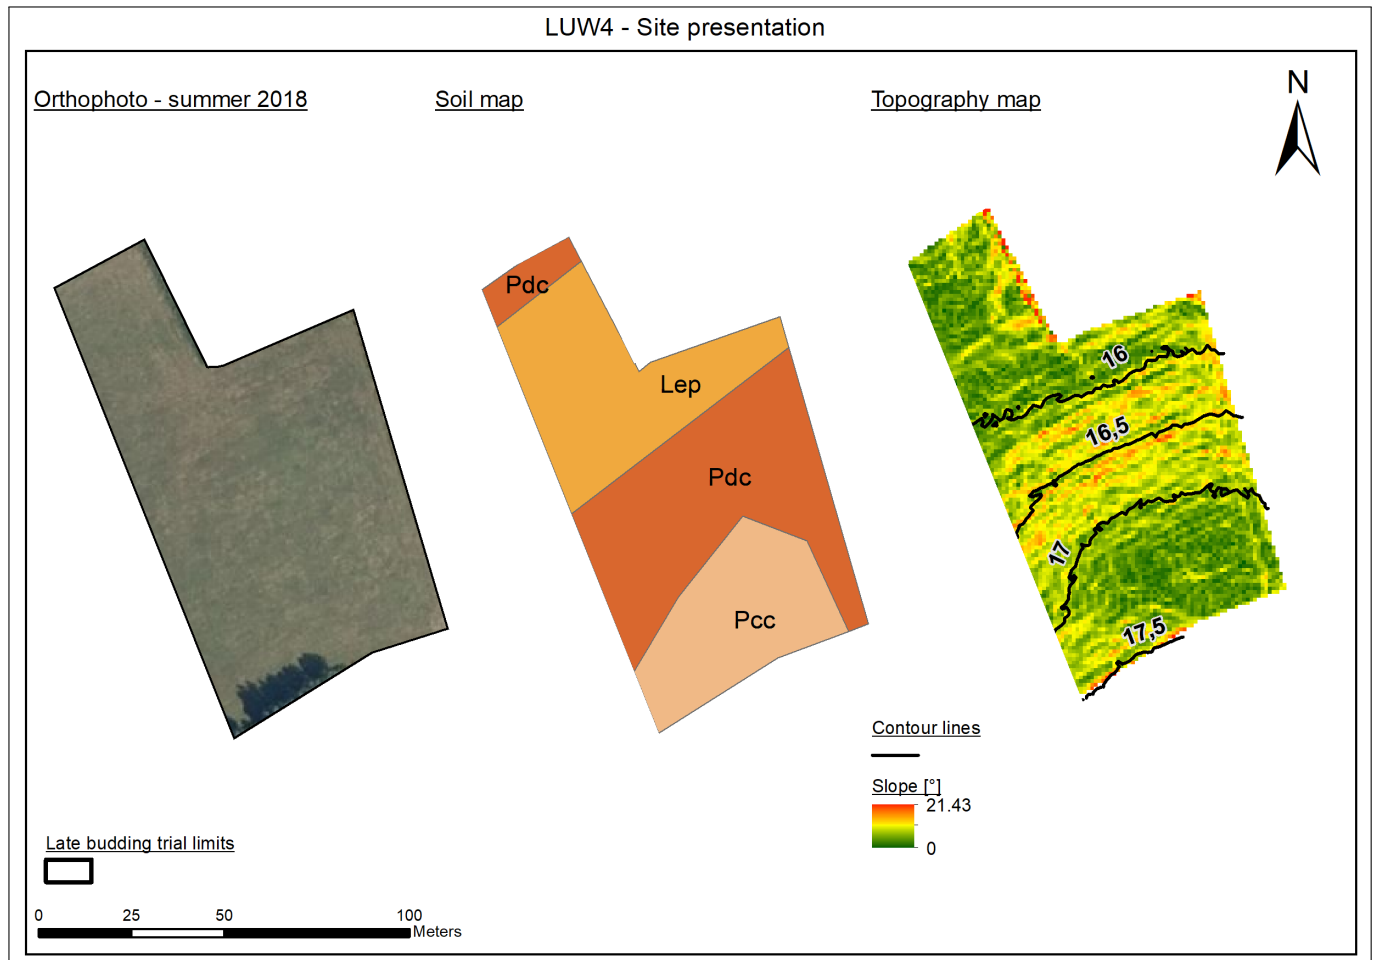 LUW4 - Site presentation
Orthophoto - summer 2018
Soil map
Topography map
N
Pdc
Lep
Pdc
Pcc
16
16,5
17
17,5
Contour lines
Slope [°]
21.43
0
Late budding trial limits
0 25 50 100
Meters